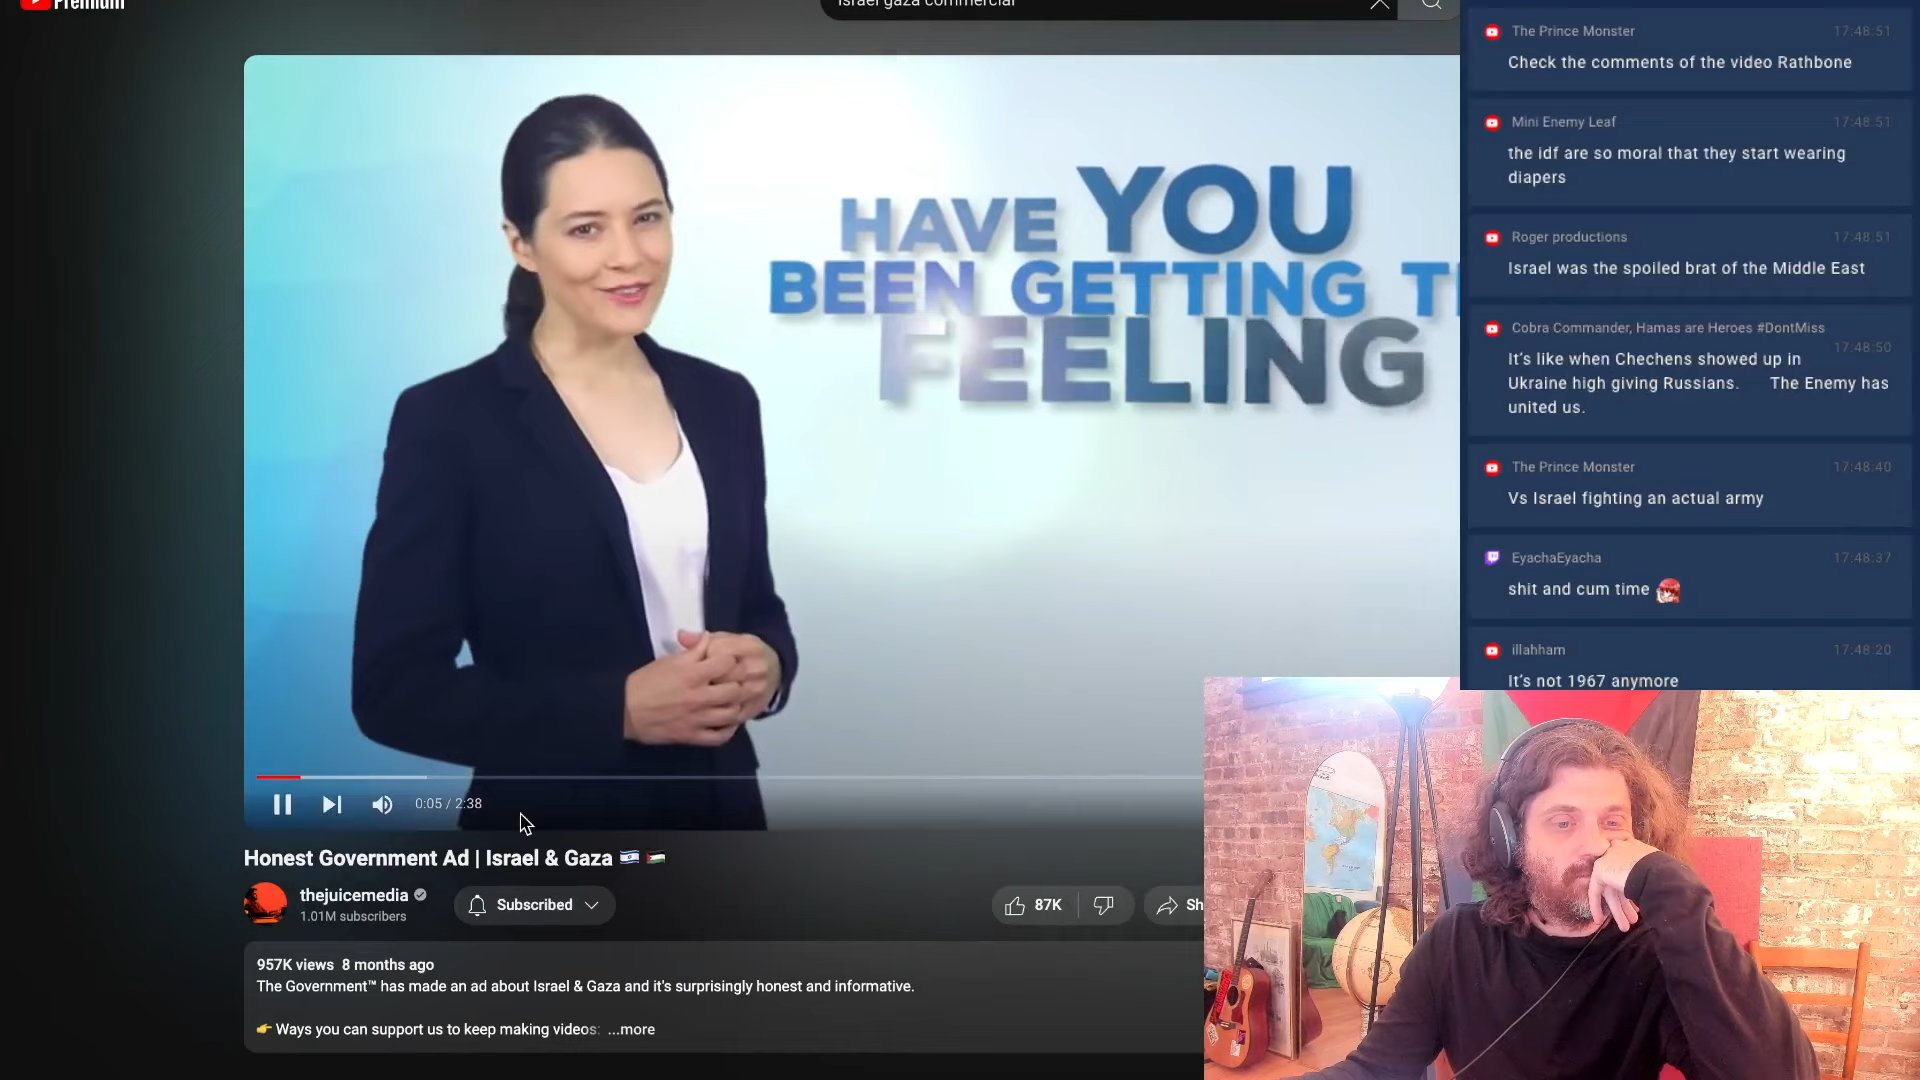 Premium
israel gaza commercial
HAVE YOU
BEEN GETTING T
FEELING
0:05 / 2:38
Honest Government Ad | Israel & Gaza 🇮🇱 🇵🇸
thejuicemedia
1.01M subscribers
Subscribed
87K
Sh
957K views 8 months ago
The Government™ has made an ad about Israel & Gaza and it's surprisingly honest and informative.
👉 Ways you can support us to keep making videos: ...more
The Prince Monster 17:48:51
Check the comments of the video Rathbone
Mini Enemy Leaf 17:48:51
the idf are so moral that they start wearing
diapers
Roger productions 17:48:51
Israel was the spoiled brat of the Middle East
Cobra Commander, Hamas are Heroes #DontMiss
17:48:50
It's like when Chechens showed up in
Ukraine high giving Russians. The Enemy has
united us.
The Prince Monster 17:48:40
Vs Israel fighting an actual army
EyachaEyacha 17:48:37
shit and cum time
illahham 17:48:20
It's not 1967 anymore